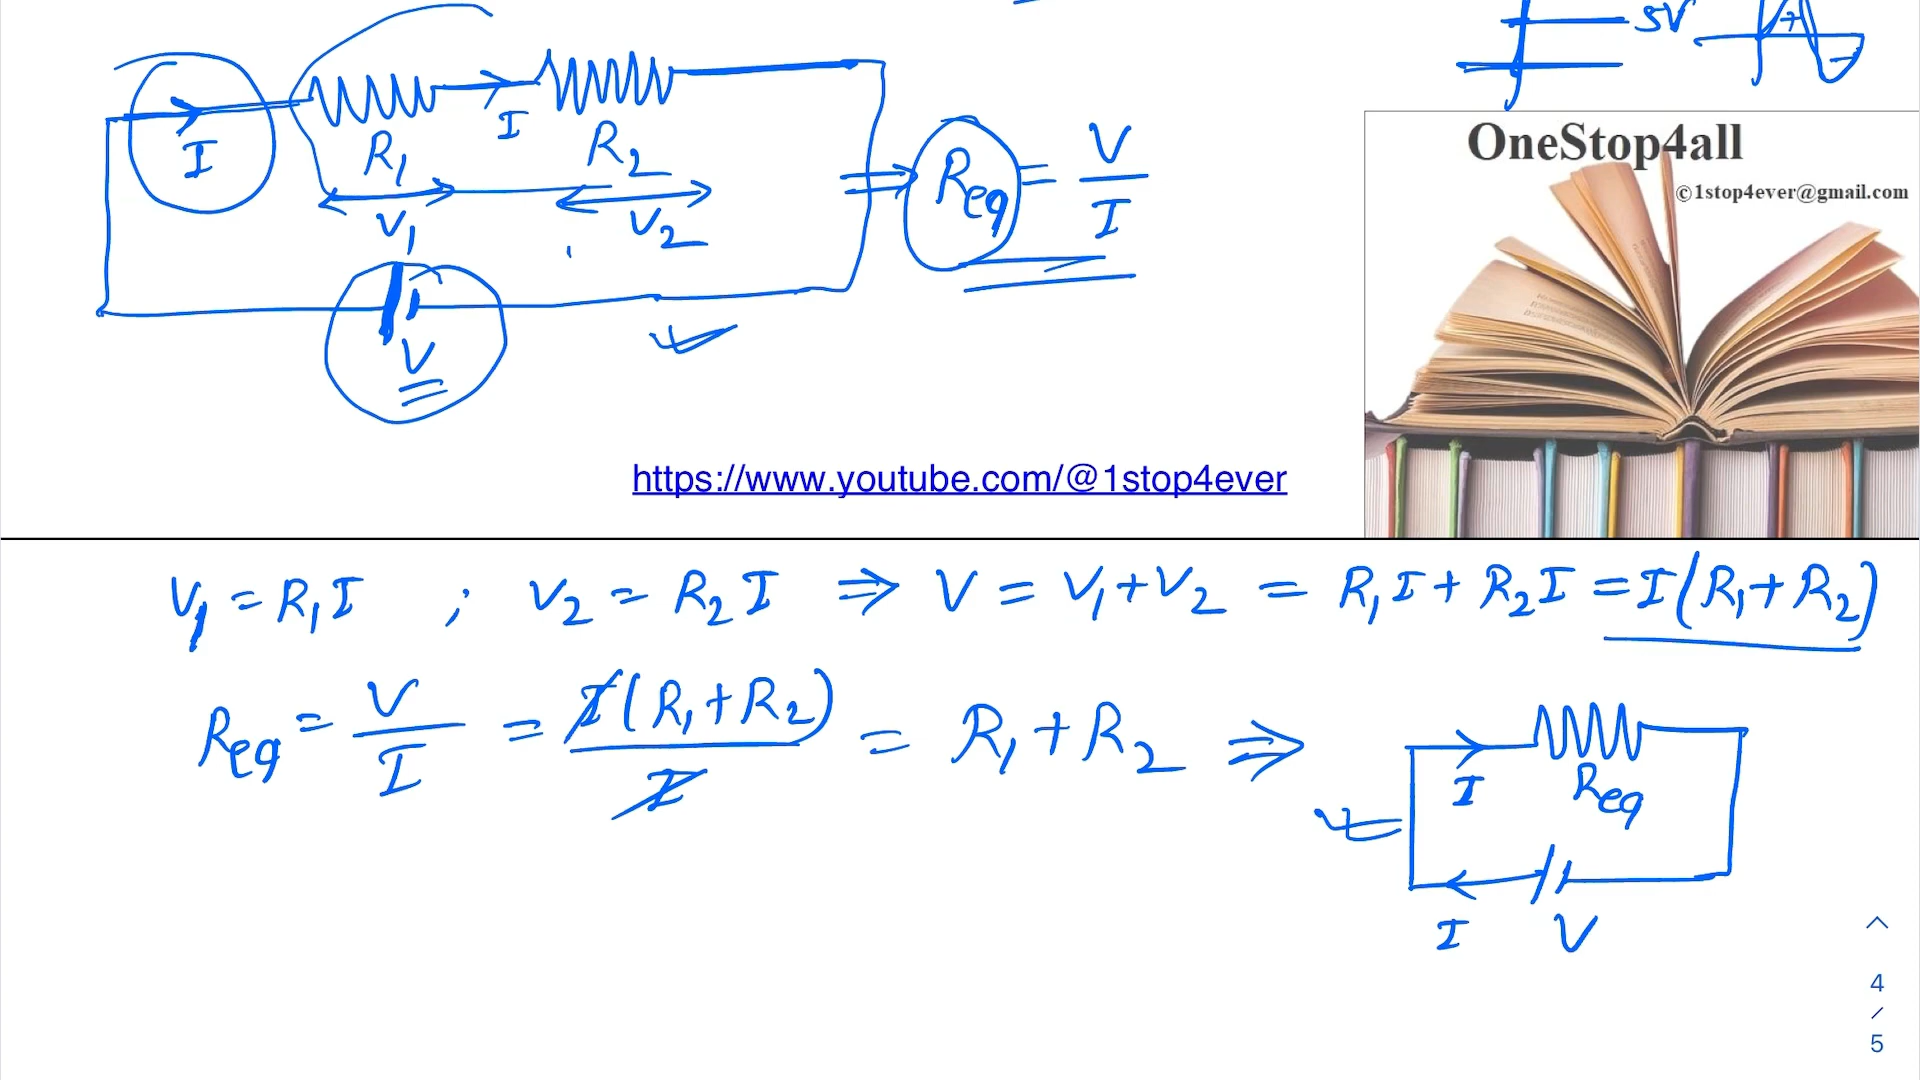 5V
+
I
R₁
I
R₂
V₁
V₂
V
Req = V/I
OneStop4all
©1stop4ever@gmail.com
https://www.youtube.com/@1stop4ever
V₁ = R₁I ; V₂ = R₂I ⇒ V = V₁+V₂ = R₁I + R₂I = I(R₁+R₂)
Req = V/I = I(R₁+R₂)/I = R₁+R₂ ⇒
I
Req
I
V
4
/
5